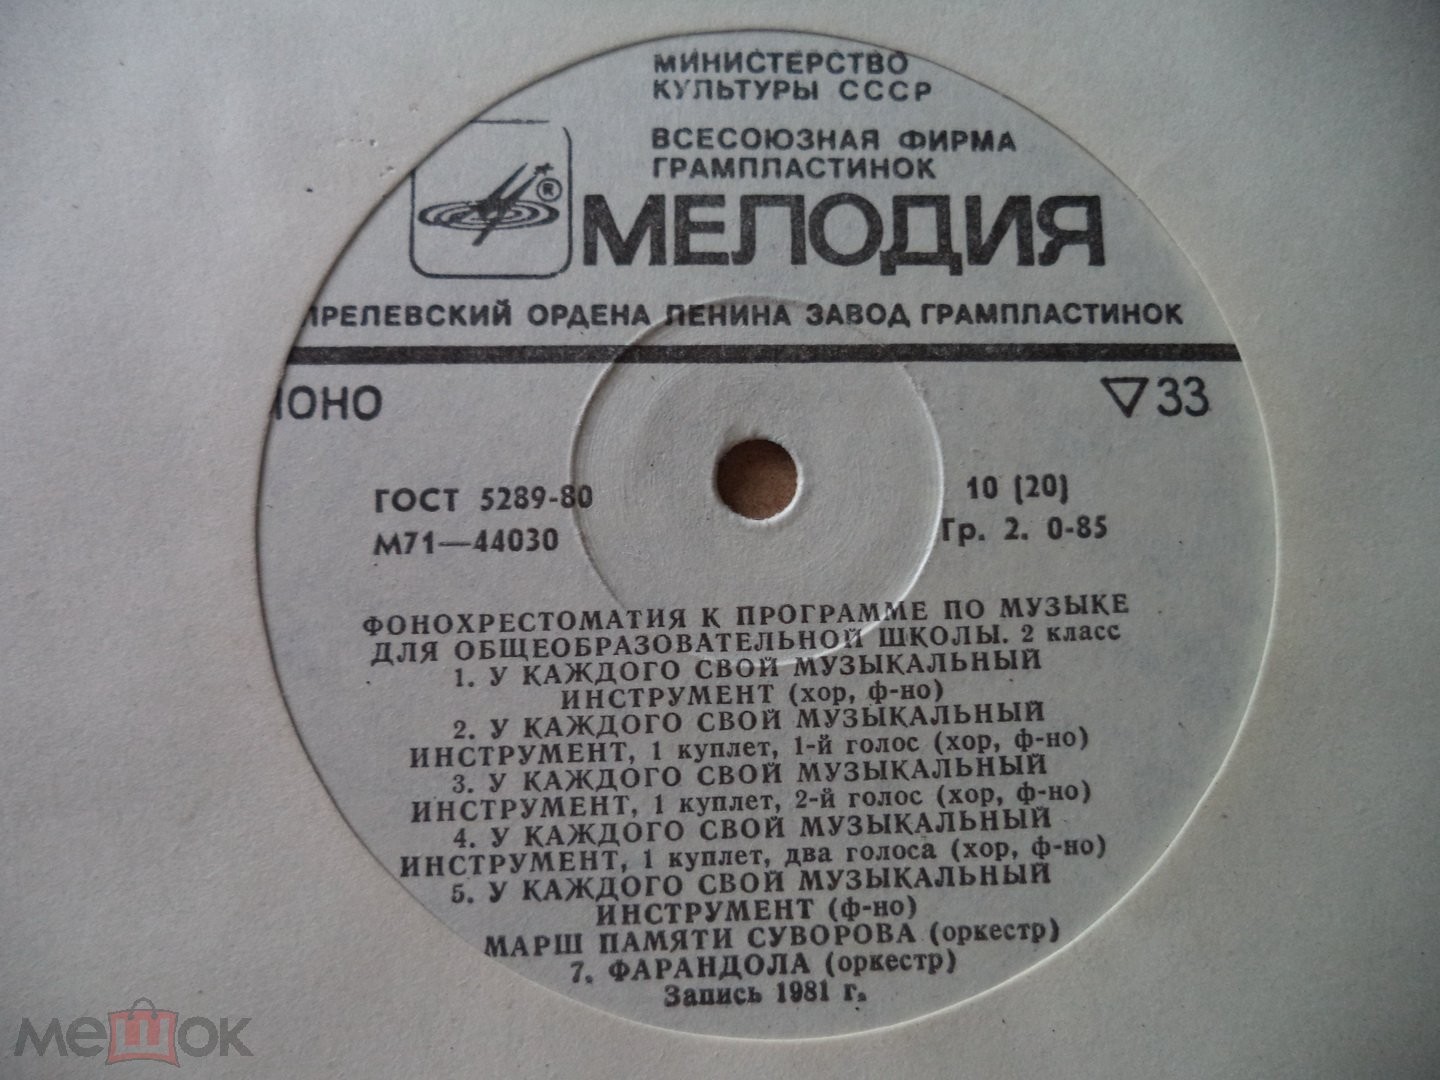 МИНИСТЕРСТВО
КУЛЬТУРЫ СССР
ВСЕСОЮЗНАЯ ФИРМА
ГРАМПЛАСТИНОК
®
МЕЛОДИЯ
ПРЕЛЕВСКИЙ ОРДЕНА ЛЕНИНА ЗАВОД ГРАМПЛАСТИНОК
МОНО
33
ГОСТ 5289-80
10 (20)
М71—44030
Гр. 2. 0-85
ФОНОХРЕСТОМАТИЯ К ПРОГРАММЕ ПО МУЗЫКЕ
ДЛЯ ОБЩЕОБРАЗОВАТЕЛЬНОЙ ШКОЛЫ. 2 класс
1. У КАЖДОГО СВОЙ МУЗЫКАЛЬНЫЙ
ИНСТРУМЕНТ (хор, ф-но)
2. У КАЖДОГО СВОЙ МУЗЫКАЛЬНЫЙ
ИНСТРУМЕНТ, 1 куплет, 1-й голос (хор, ф-но)
3. У КАЖДОГО СВОЙ МУЗЫКАЛЬНЫЙ
ИНСТРУМЕНТ, 1 куплет, 2-й голос (хор, ф-но)
4. У КАЖДОГО СВОЙ МУЗЫКАЛЬНЫЙ
ИНСТРУМЕНТ, 1 куплет, два голоса (хор, ф-но)
5. У КАЖДОГО СВОЙ МУЗЫКАЛЬНЫЙ
ИНСТРУМЕНТ (ф-но)
МАРШ ПАМЯТИ СУВОРОВА (оркестр)
7. ФАРАНДОЛА (оркестр)
Запись 1981 г.
мешок